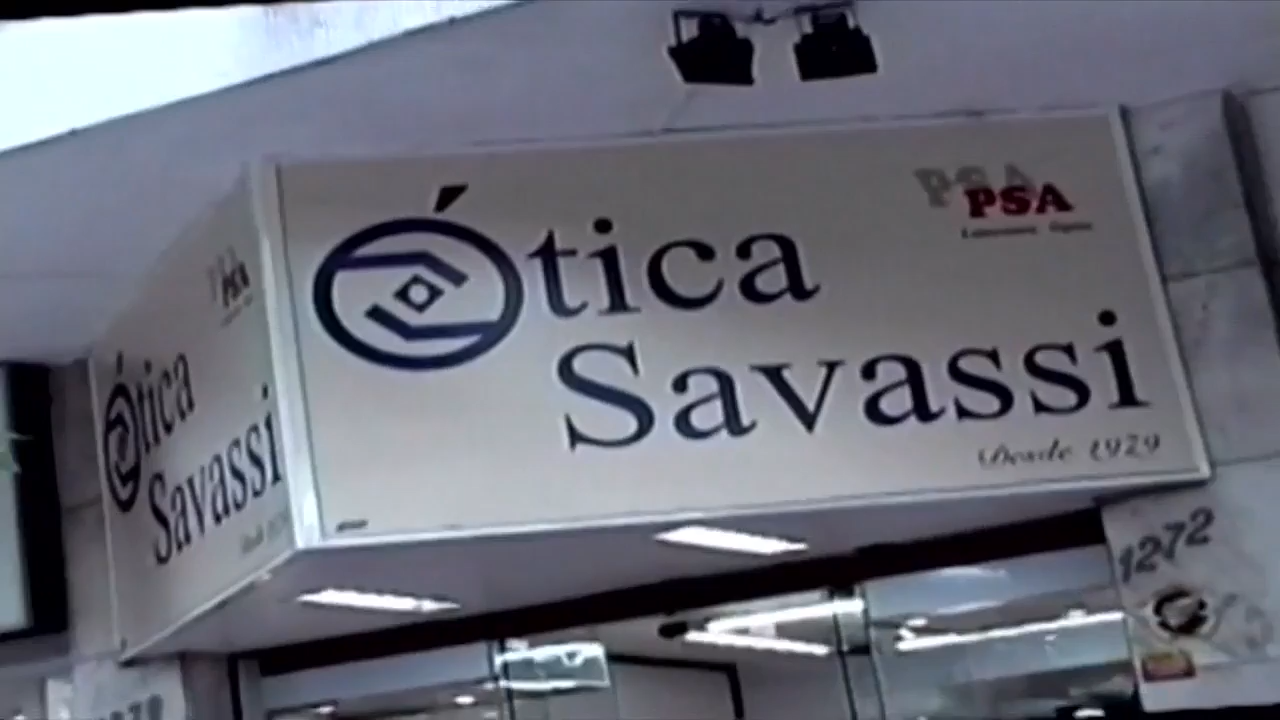 PSA
PSA
Ótica
Savassi
Desde 1929
PSA
Ótica
Savassi
1272